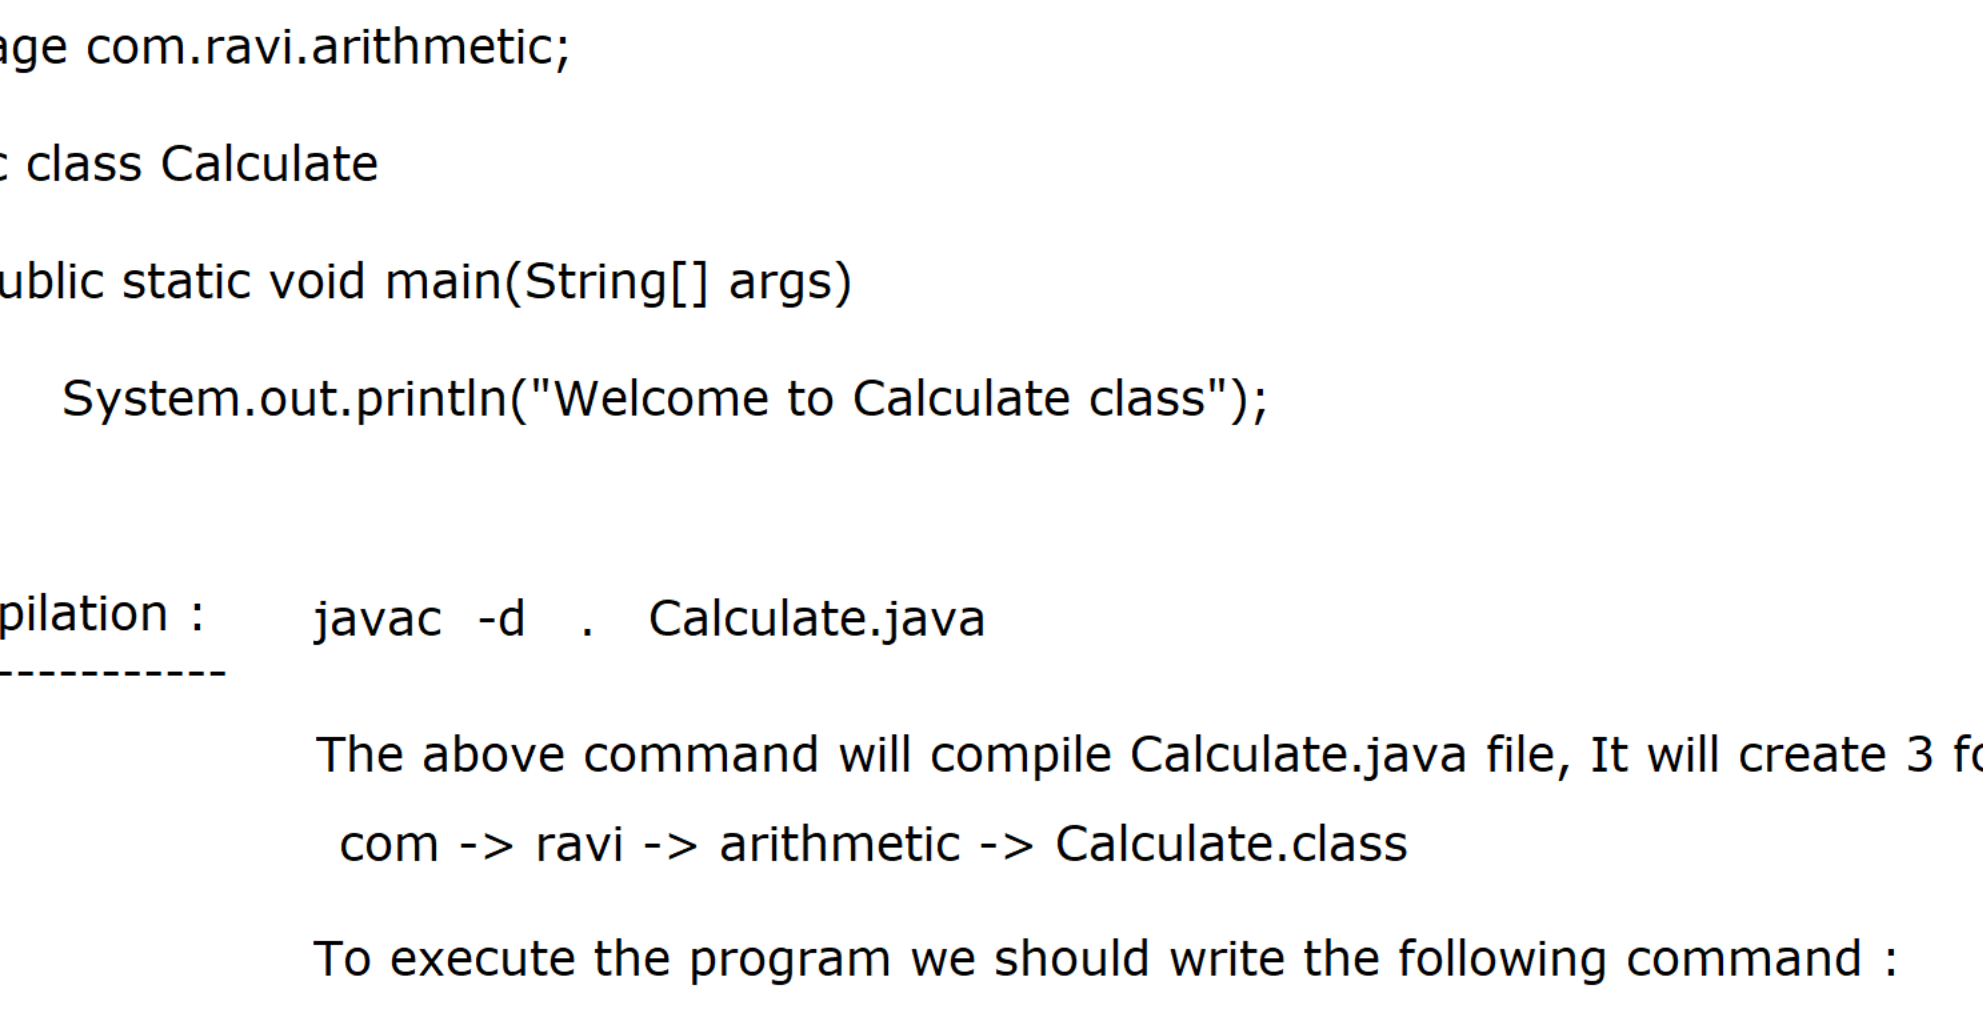 age com.ravi.arithmetic;
c class Calculate
ublic static void main(String[] args)
System.out.println("Welcome to Calculate class");
pilation : javac -d . Calculate.java
-----------
The above command will compile Calculate.java file, It will create 3 fo
com -> ravi -> arithmetic -> Calculate.class
To execute the program we should write the following command :